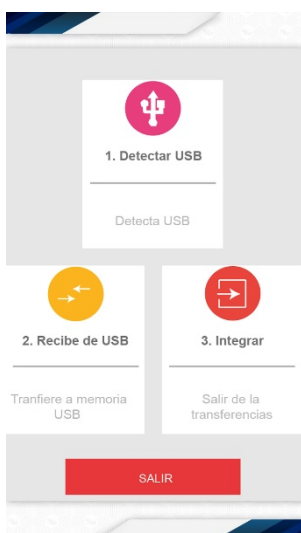 1. Detectar USB
Detecta USB
2. Recibe de USB
3. Integrar
Tranfiere a memoria
USB
Salir de la
transferencias
SALIR